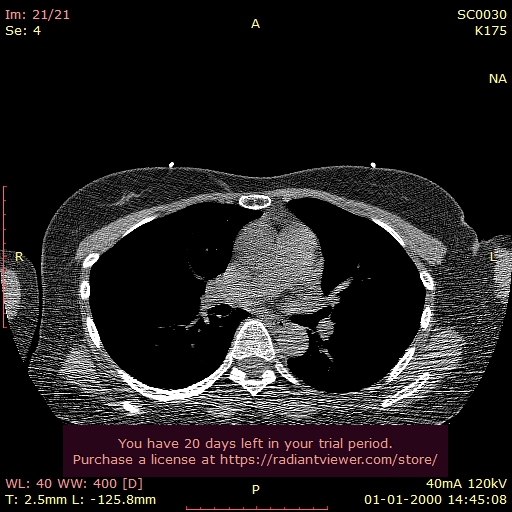 Im: 21/21
Se: 4
A
SC0030
K175
NA
R
L
You have 20 days left in your trial period.
Purchase a license at https://radiantviewer.com/store/
WL: 40 WW: 400 [D]
T: 2.5mm L: -125.8mm
P
40mA 120kV
01-01-2000 14:45:08